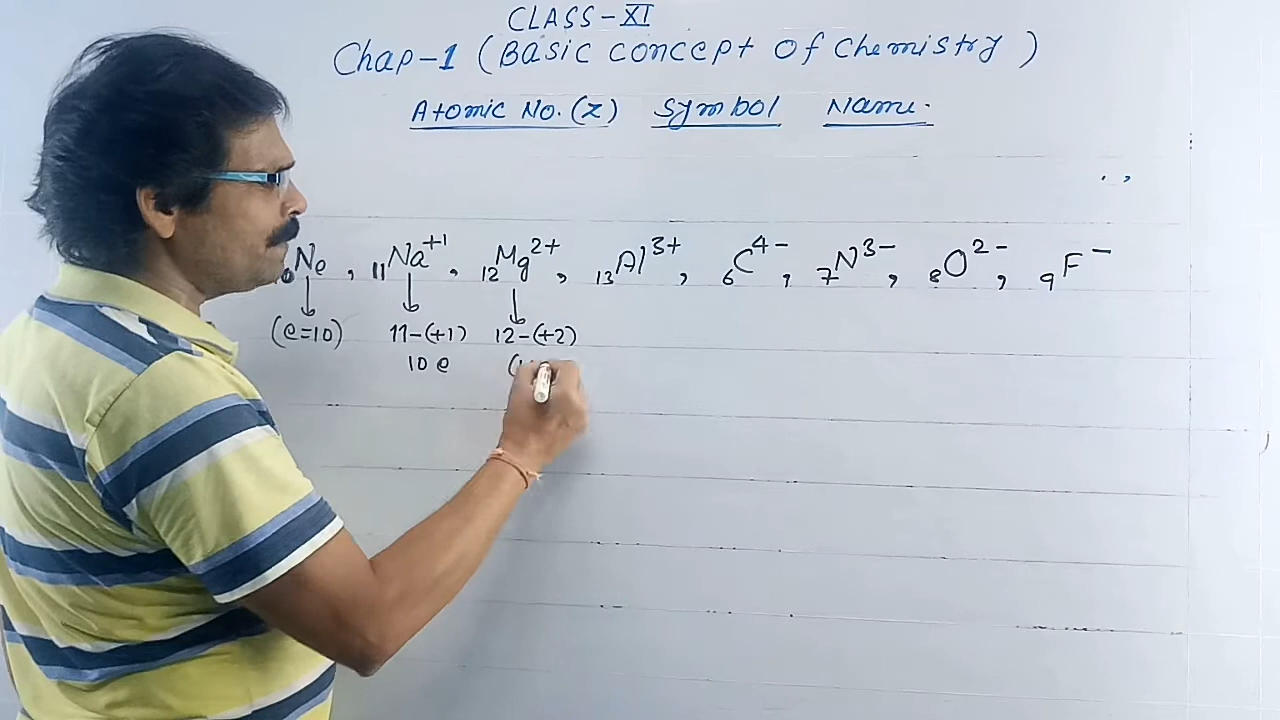 CLASS-XI
Chap-1 (Basic concept of chemistry)
Atomic No.(z) Symbol Name.
Ne, 11Na+1, 12Mg2+, 13Al3+, 6C4-, 7N3-, 8O2-, 9F-
(e=10) 11-(+1) 12-(+2)
10 e